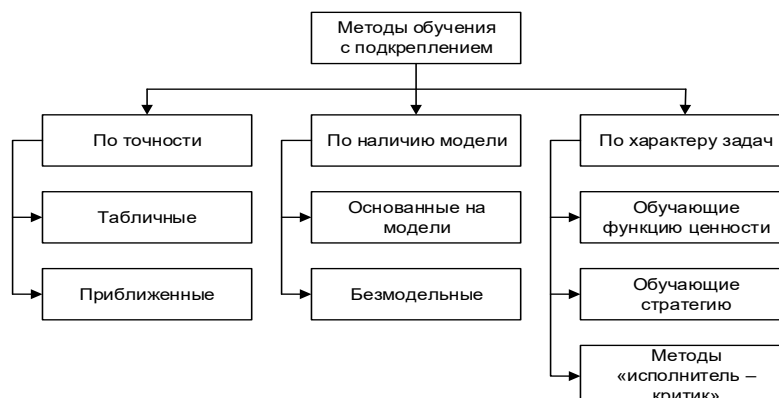 Методы обучения
с подкреплением
По точности
По наличию модели
По характеру задач
Табличные
Основанные на
модели
Обучающие
функцию ценности
Приближенные
Безмодельные
Обучающие
стратегию
Методы
«исполнитель –
критик»